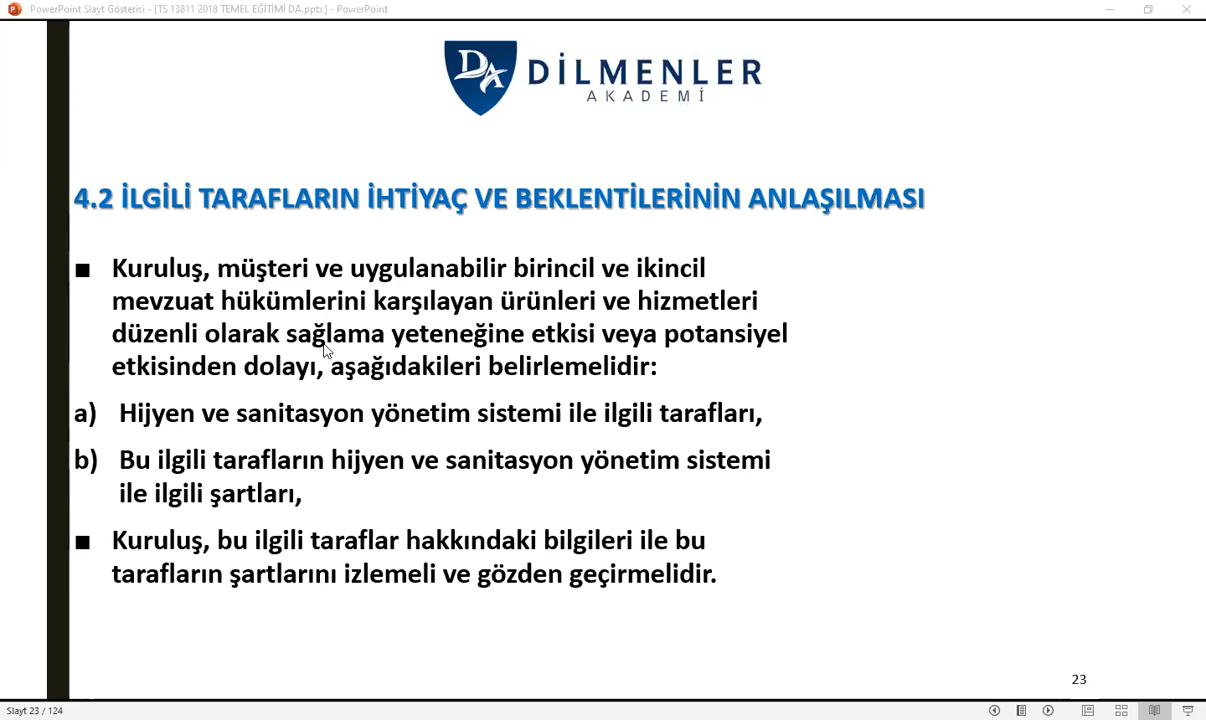 PowerPoint Slayt Gösterisi - [TS 13811 2018 TEMEL EĞİTİMİ DA.pptx] - PowerPoint
DA
DİLMENLER
AKADEMİ
4.2 İLGİLİ TARAFLARIN İHTİYAÇ VE BEKLENTİLERİNİN ANLAŞILMASI
■ Kuruluş, müşteri ve uygulanabilir birincil ve ikincil
mevzuat hükümlerini karşılayan ürünleri ve hizmetleri
düzenli olarak sağlama yeteneğine etkisi veya potansiyel
etkisinden dolayı, aşağıdakileri belirlemelidir:
a) Hijyen ve sanitasyon yönetim sistemi ile ilgili tarafları,
b) Bu ilgili tarafların hijyen ve sanitasyon yönetim sistemi
ile ilgili şartları,
■ Kuruluş, bu ilgili taraflar hakkındaki bilgileri ile bu
tarafların şartlarını izlemeli ve gözden geçirmelidir.
23
Slayt 23 / 124